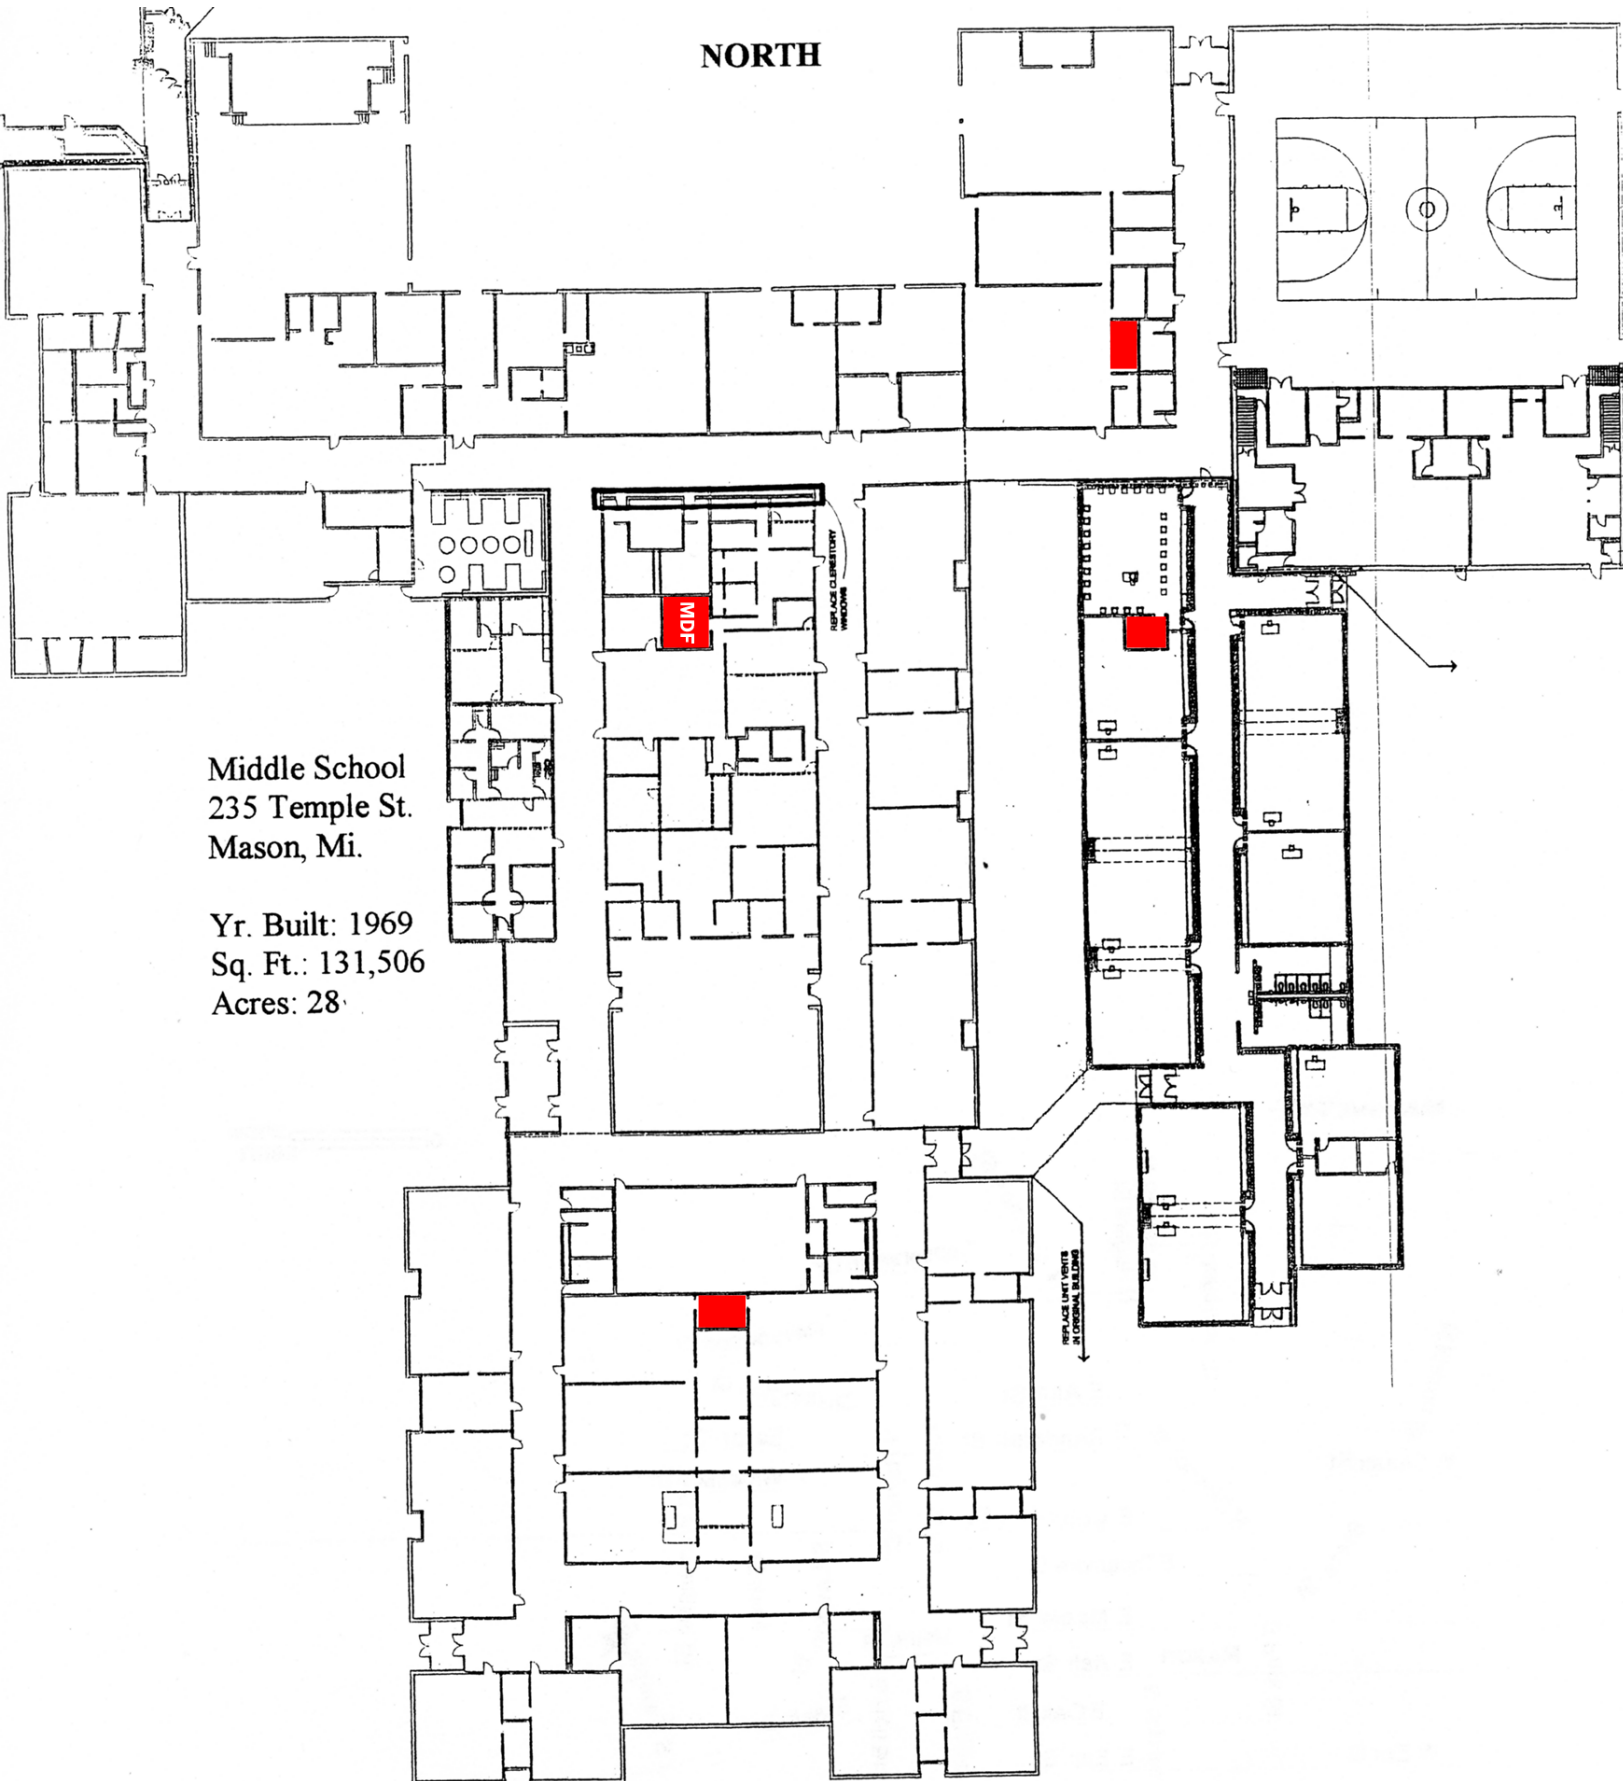 NORTH
REPLACE CLERESTORY
WINDOWS
MDF
Middle School
235 Temple St.
Mason, Mi.
Yr. Built: 1969
Sq. Ft.: 131,506
Acres: 28
REPLACE UNIT VENTS
IN ORIGINAL BUILDING